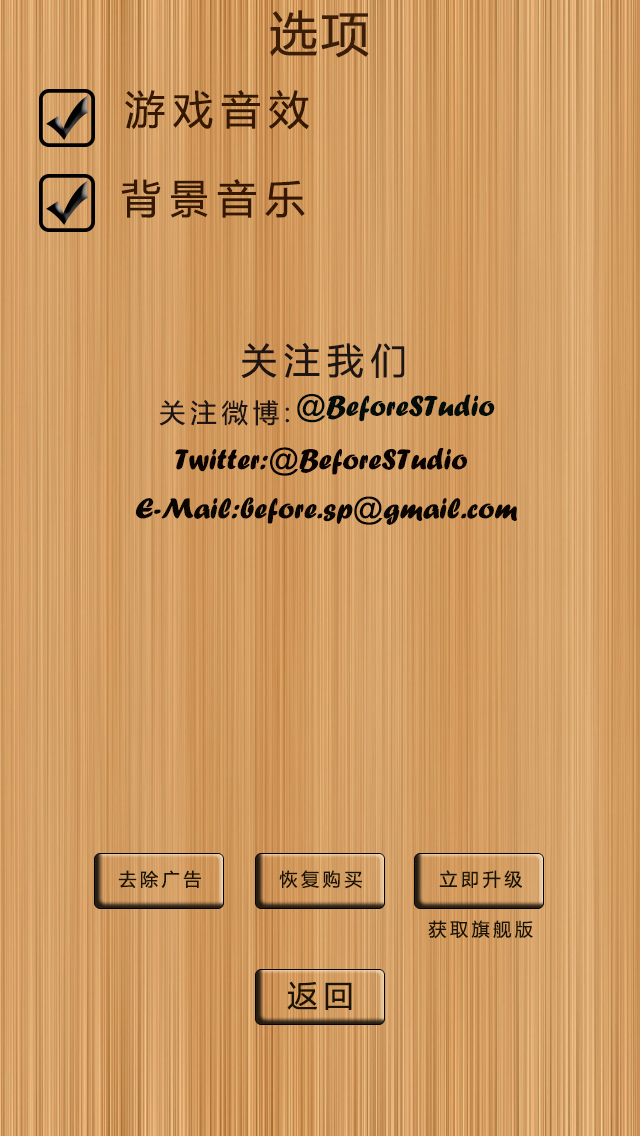 选项
游戏音效
背景音乐
关注我们
关注微博:@BeforeSTudio
Twitter:@BeforeSTudio
E-Mail:before.sp@gmail.com
去除广告 恢复购买 立即升级
获取旗舰版
返回